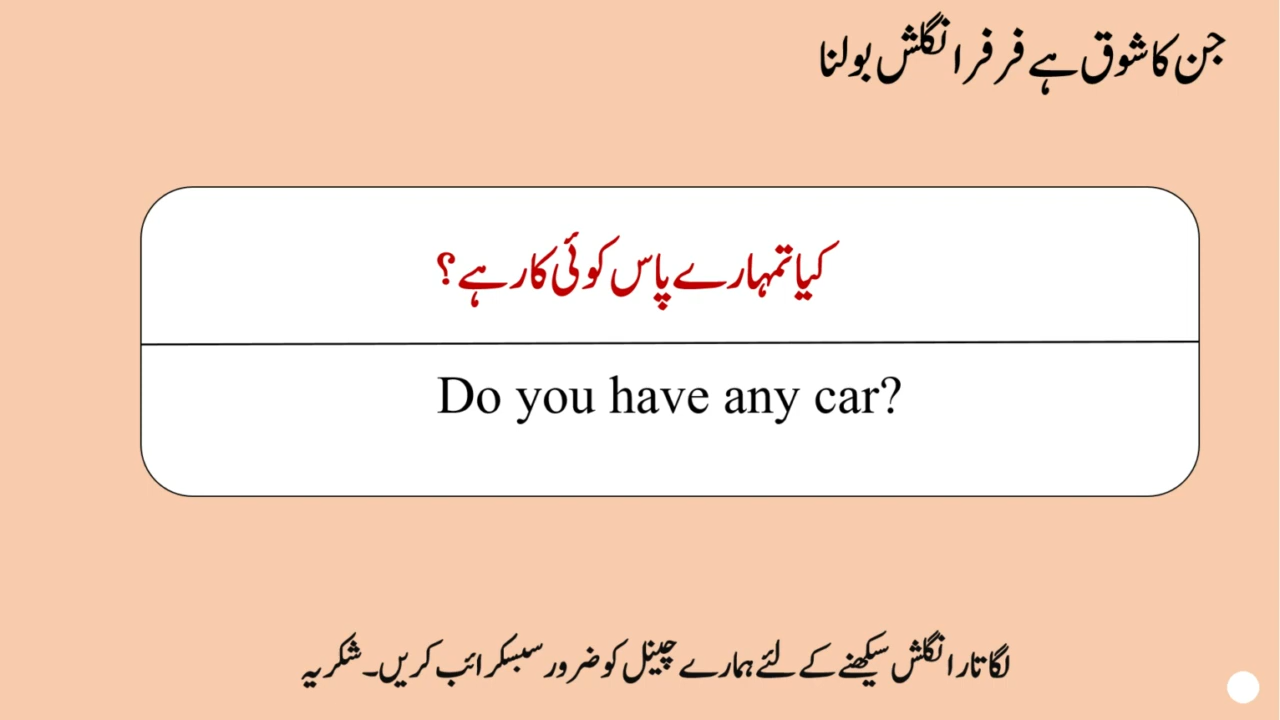 جن کا شوق ہے فر فر انگلش بولنا
کیا تمہارے پاس کوئی کار ہے؟
Do you have any car?
لگاتار انگلش سیکھنے کے لئے ہمارے چینل کو ضرور سبسکرائب کریں۔ شکریہ